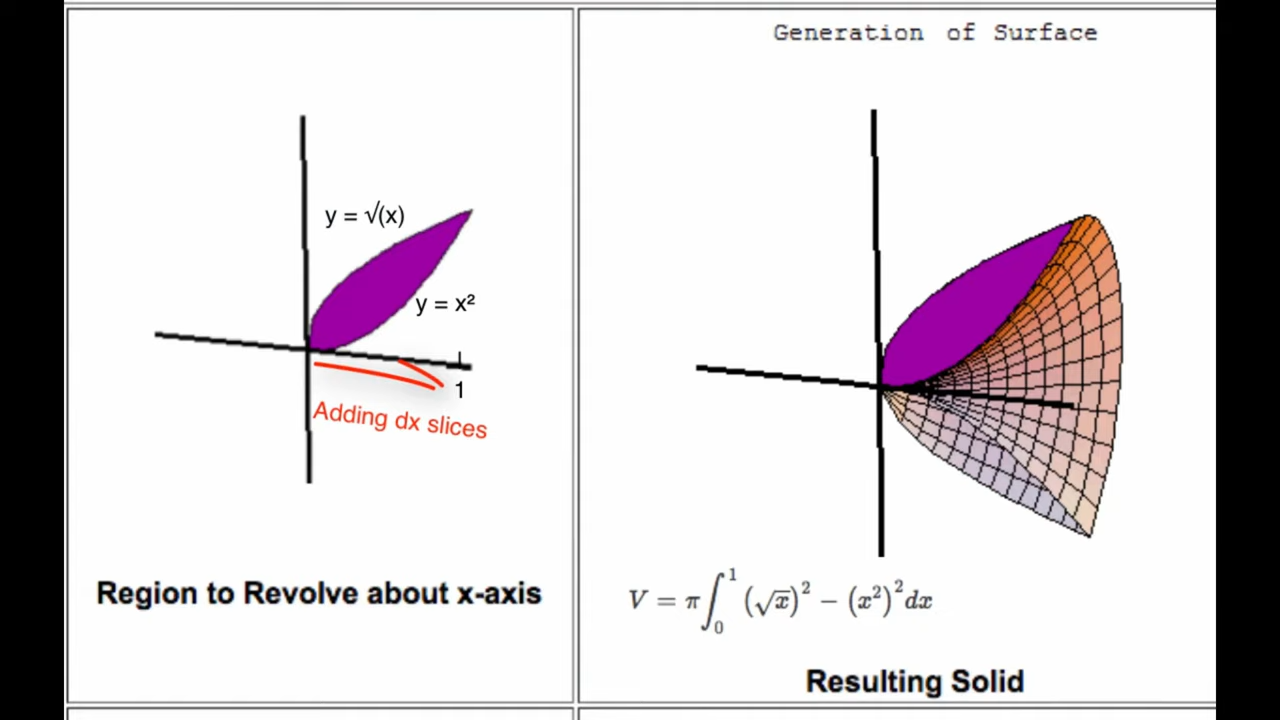 y = √(x)
y = x²
1
Adding dx slices
Region to Revolve about x-axis
Generation of Surface
V = π∫₀¹ (√x)² − (x²)² dx
Resulting Solid